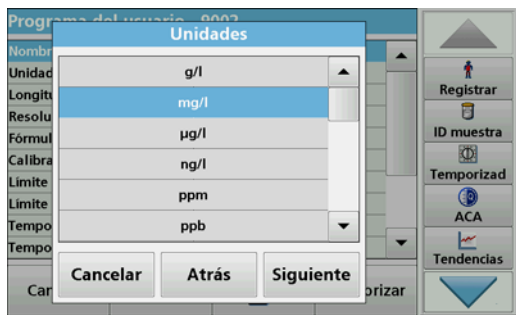 Programa del usuario 9002
Unidades
Nombr
Unidad
Longitu
Resolu
Fórmul
Calibra
Límite
Límite
Tempo
Tempo
g/l
mg/l
µg/l
ng/l
ppm
ppb
Cancelar
Atrás
Siguiente
Can
orizar
Registrar
ID muestra
Temporizad
ACA
Tendencias